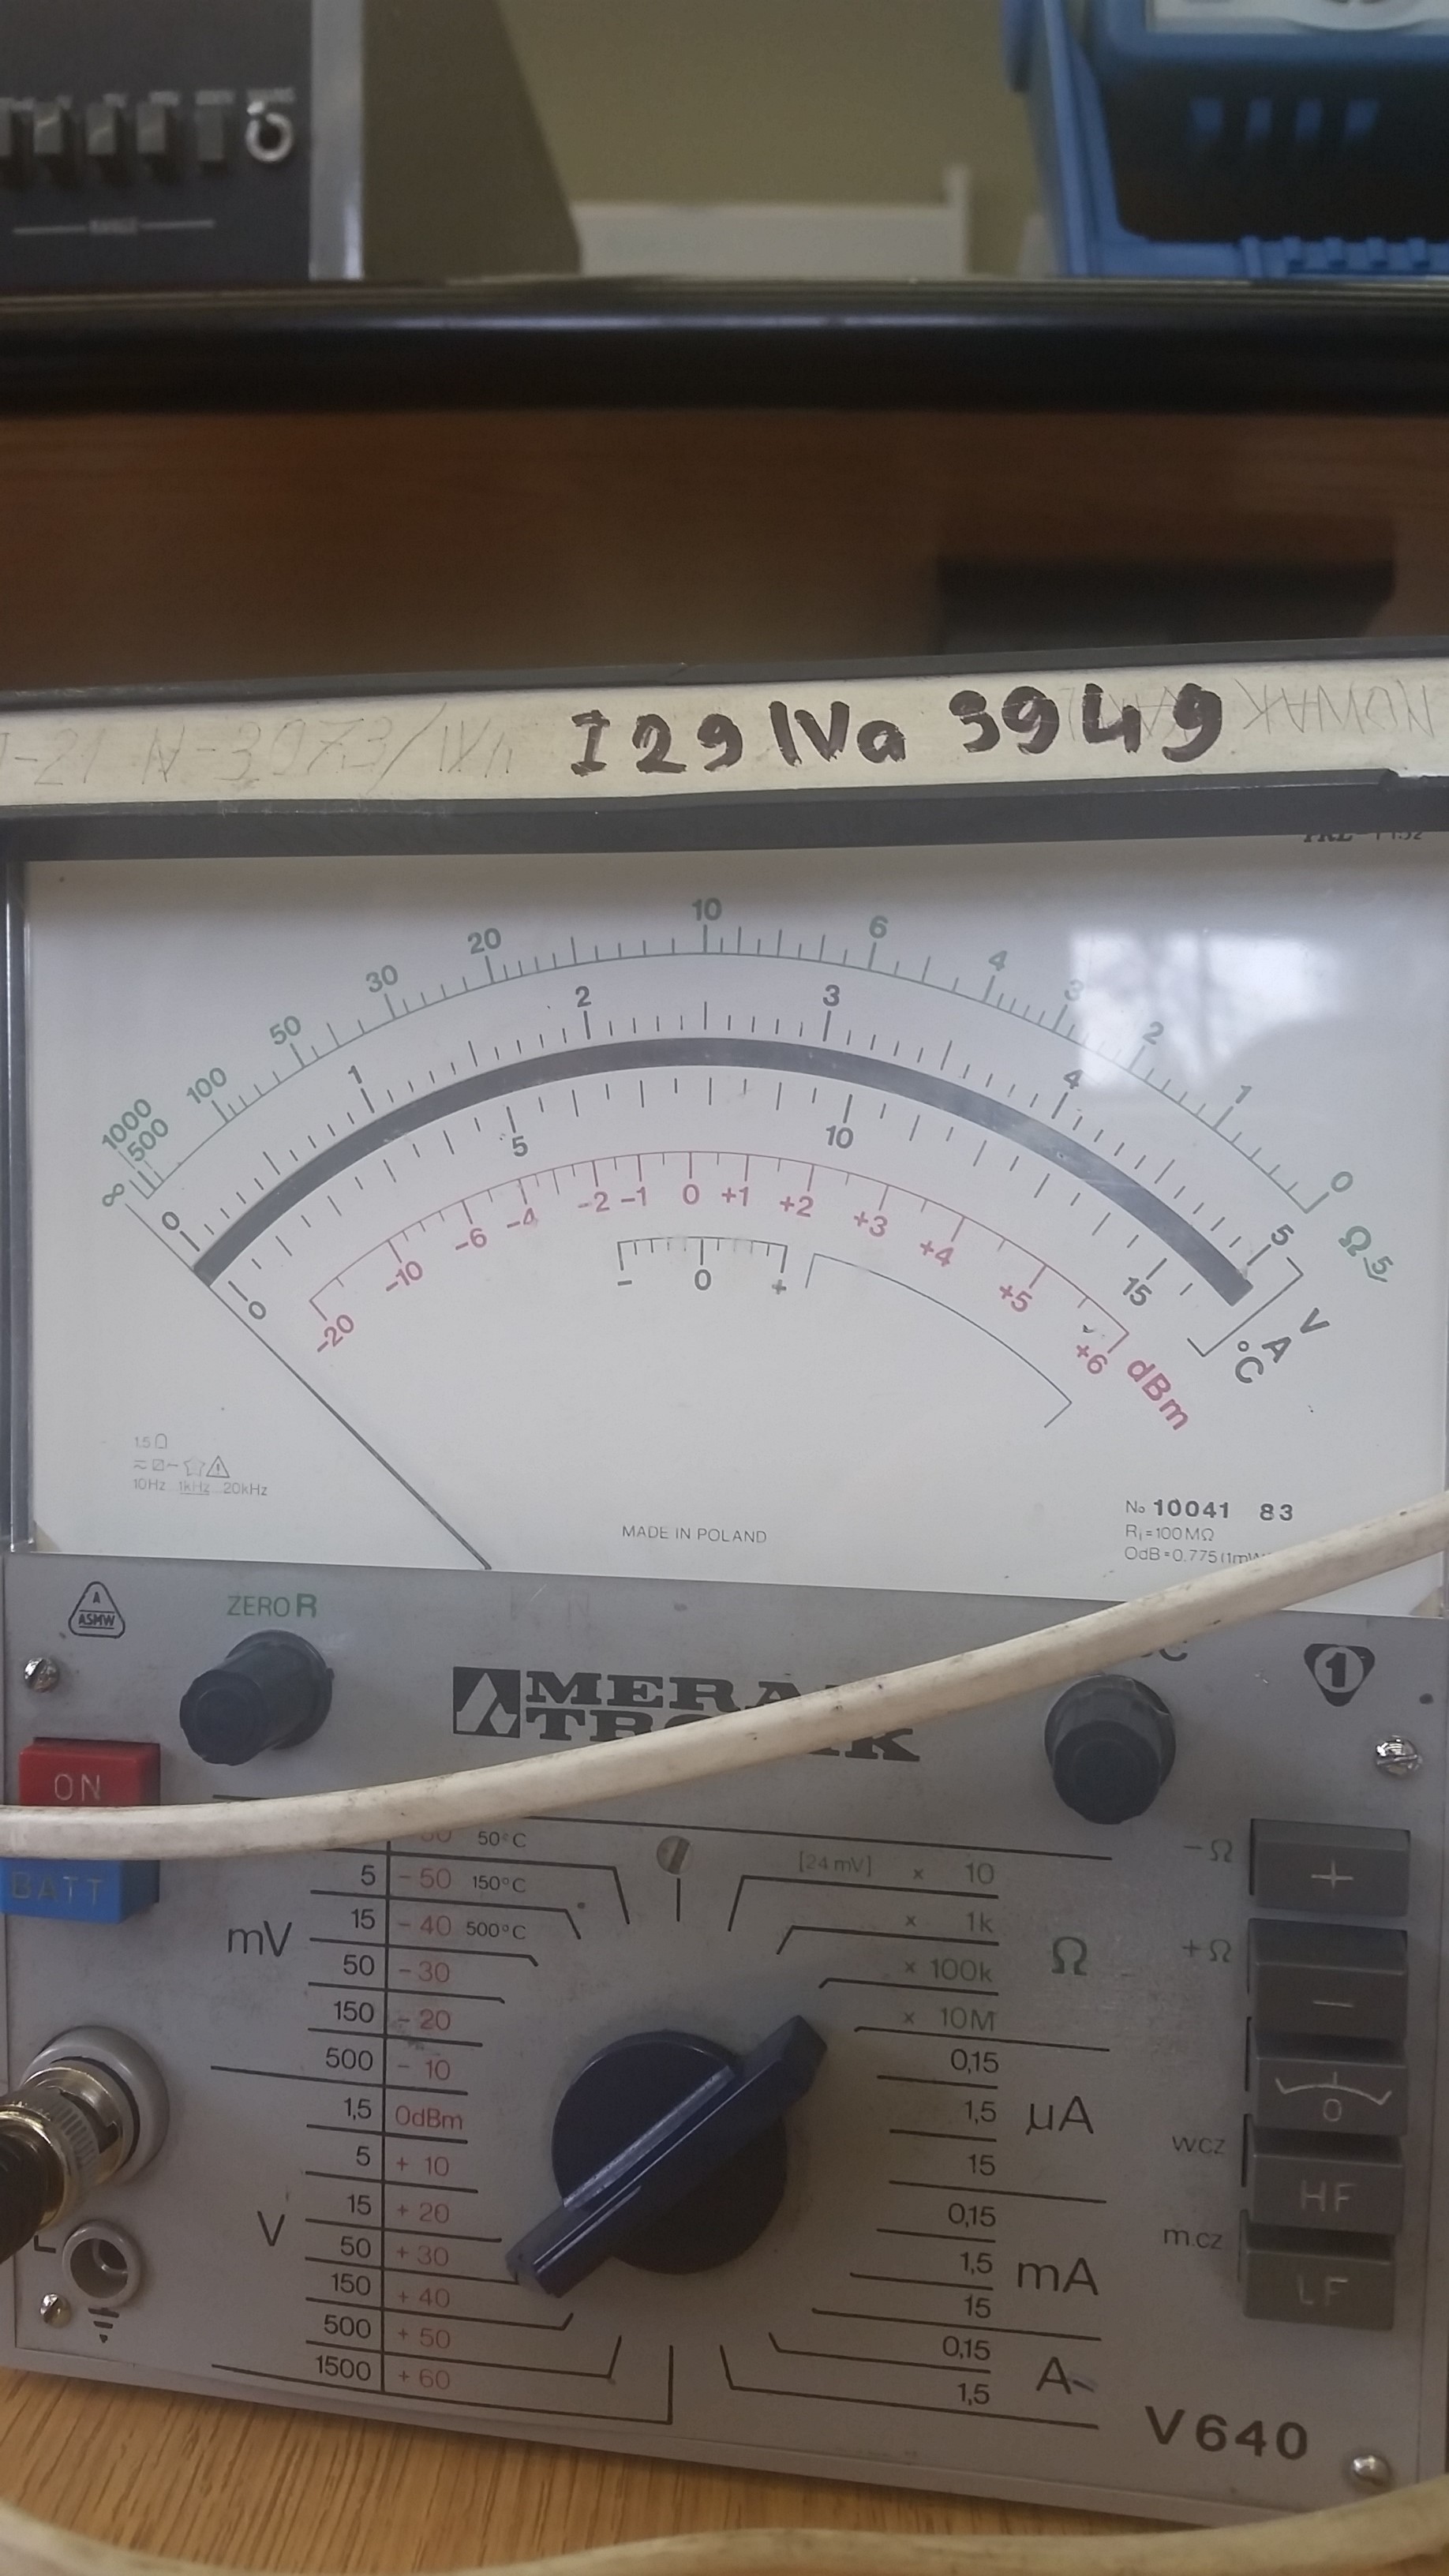 RANGE
I 29 IVa 3949
10
20
6
30
4
2
3
3
50
2
1
4
100
1
1000
500
∞
0
5
10
0
0
5
Ω
-20
-10
-6
-4
-2
-1
0
+1
+2
+3
+4
+5
+6
dBm
15
V
A
°C
- 0 +
1.5
10Hz 1kHz 20kHz
MADE IN POLAND
No 10041 83
Ri=100MΩ
A
ASMW
ZERO R
1
ON
BATT
50°C
5 -50 150°C
15 -40 500°C
mV
50 -30
150 -20
500 -10
1,5 0dBm
5 +10
15 +20
V
50 +30
150 +40
500 +50
1500 +60
[24mV] x 10
x 1k
x 100k
x 10M
Ω
0,15
1,5 µA
15
0,15
1,5 mA
15
0,15
A
1,5
-Ω +
+Ω -
0
wcz HF
m.cz LF
V640